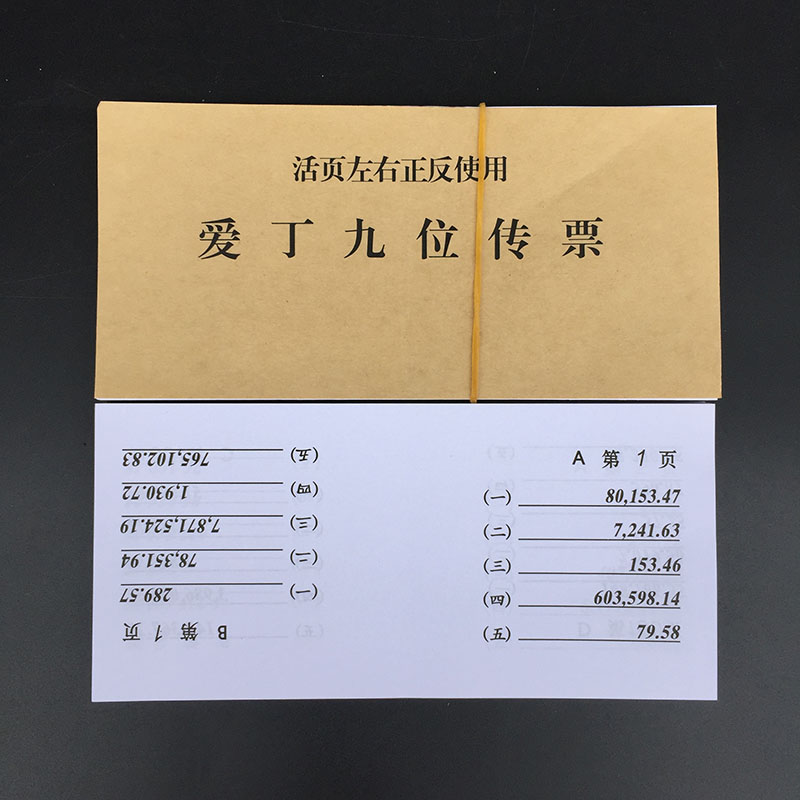 活页左右正反使用
爱丁九位传票
A 第 1 页
(一) 80,153.47
(二) 7,241.63
(三) 153.46
(四) 603,598.14
(五) 79.58
B 第 1 页
(一) 289.57
(二) 78,351.94
(三) 7,871,524.19
(四) 1,930.72
(五) 765,102.83